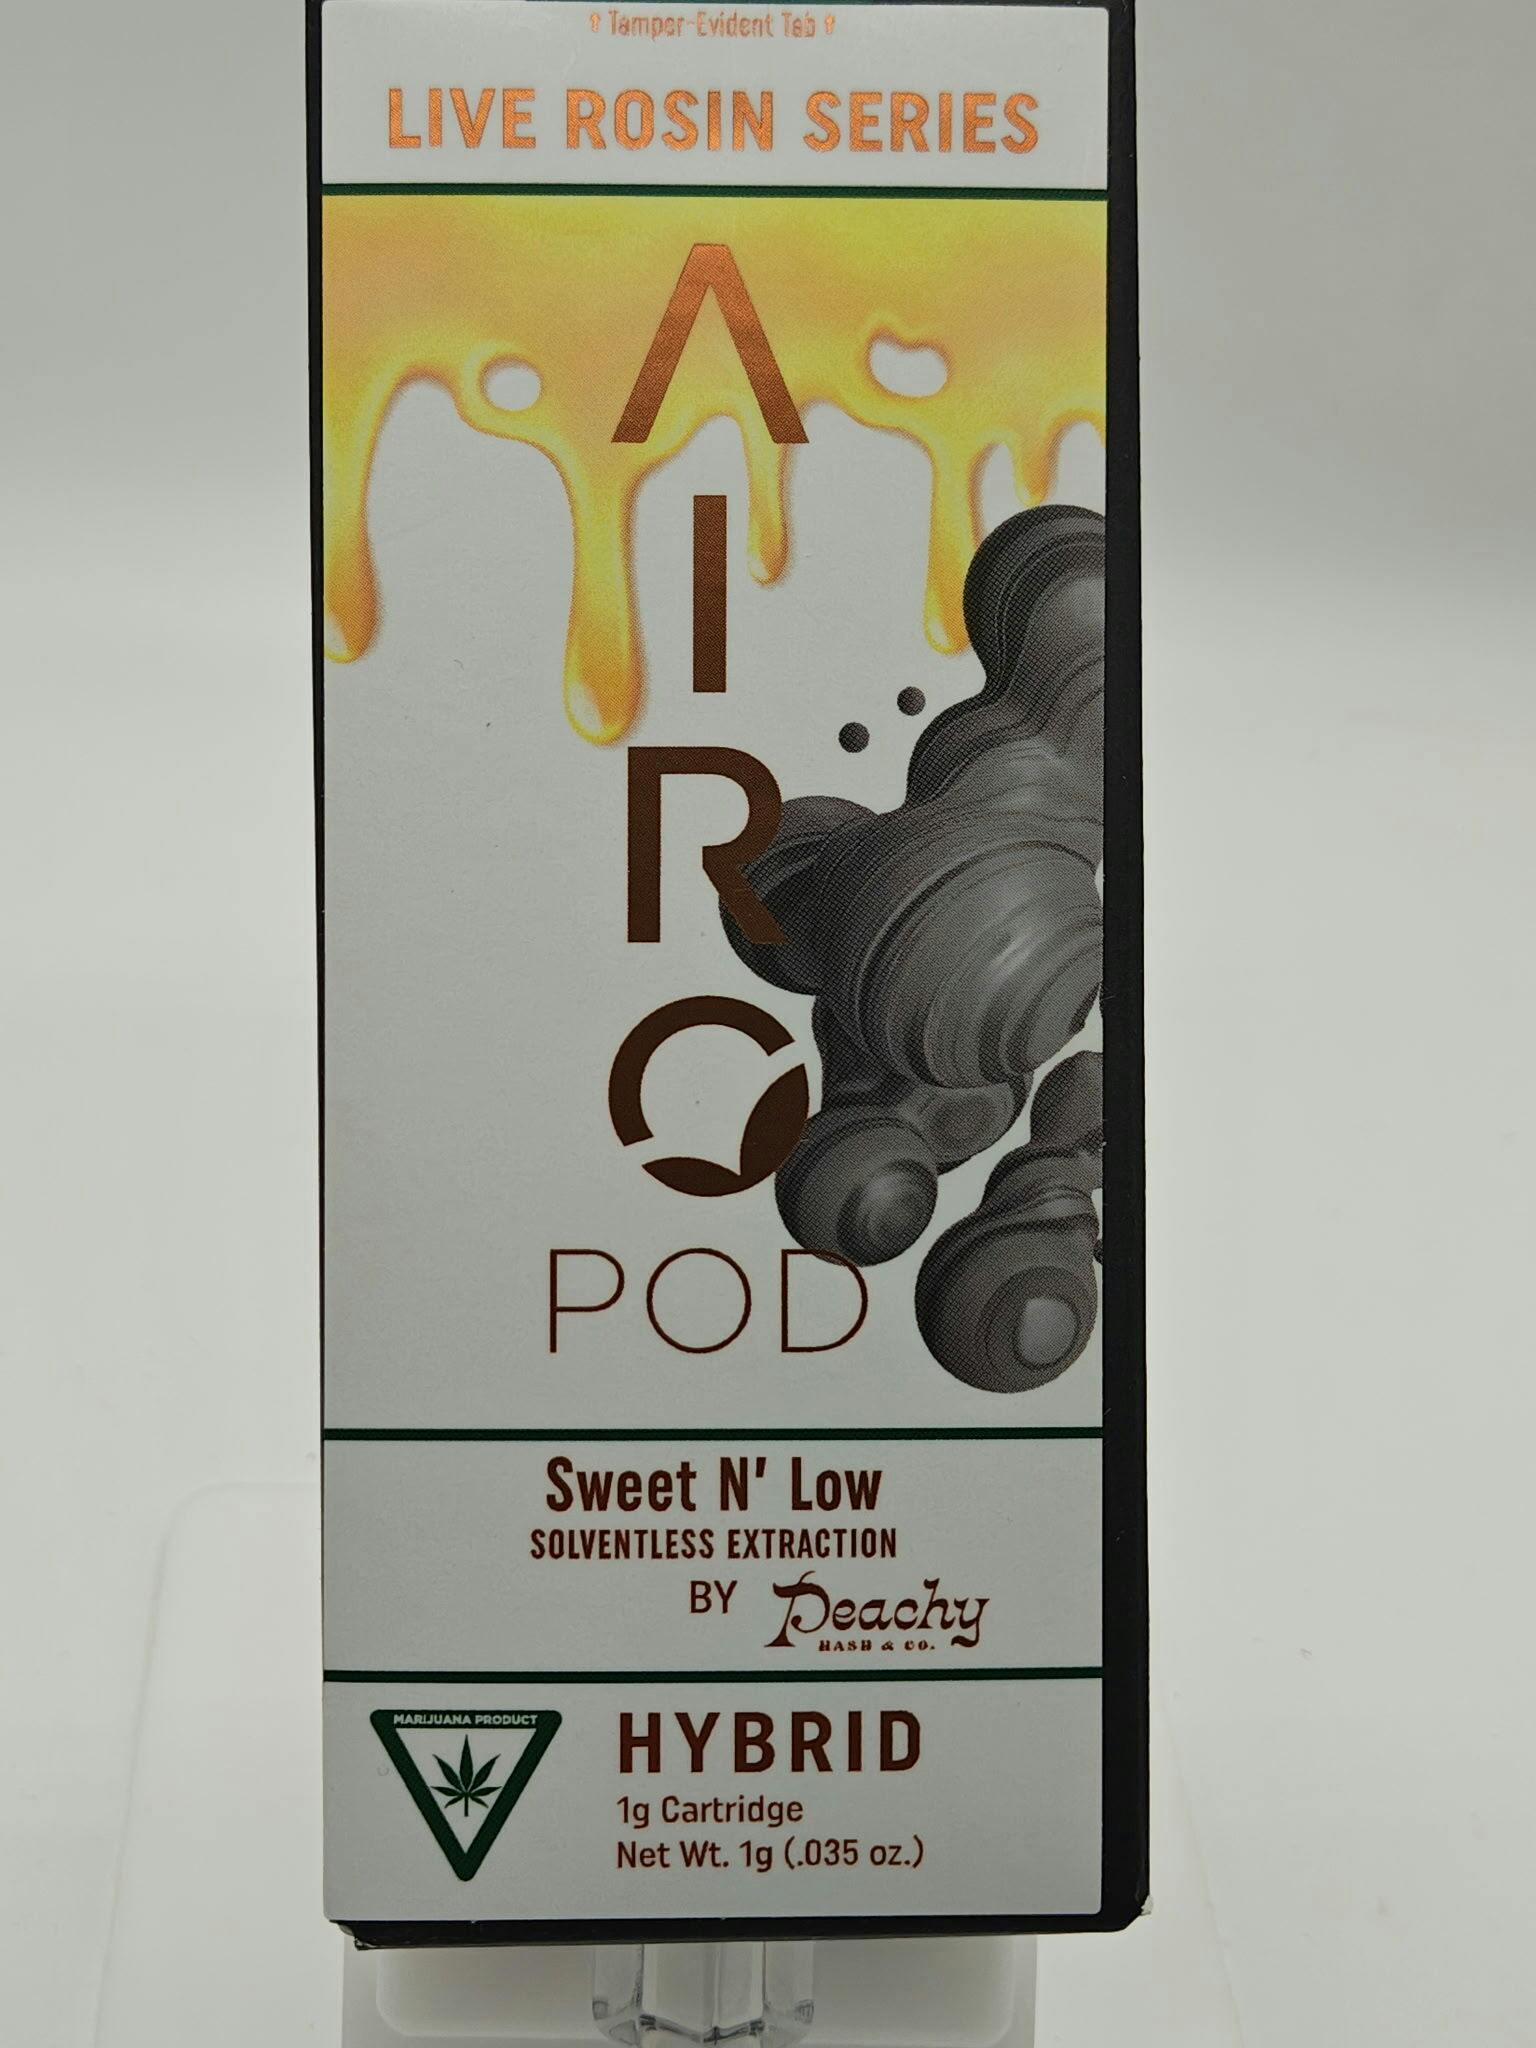 Tamper-Evident Tab
LIVE ROSIN SERIES
AIRO
POD
Sweet N' Low
SOLVENTLESS EXTRACTION
BY Peachy
HASH & CO.
MARIJUANA PRODUCT
HYBRID
1g Cartridge
Net Wt. 1g (.035 oz.)